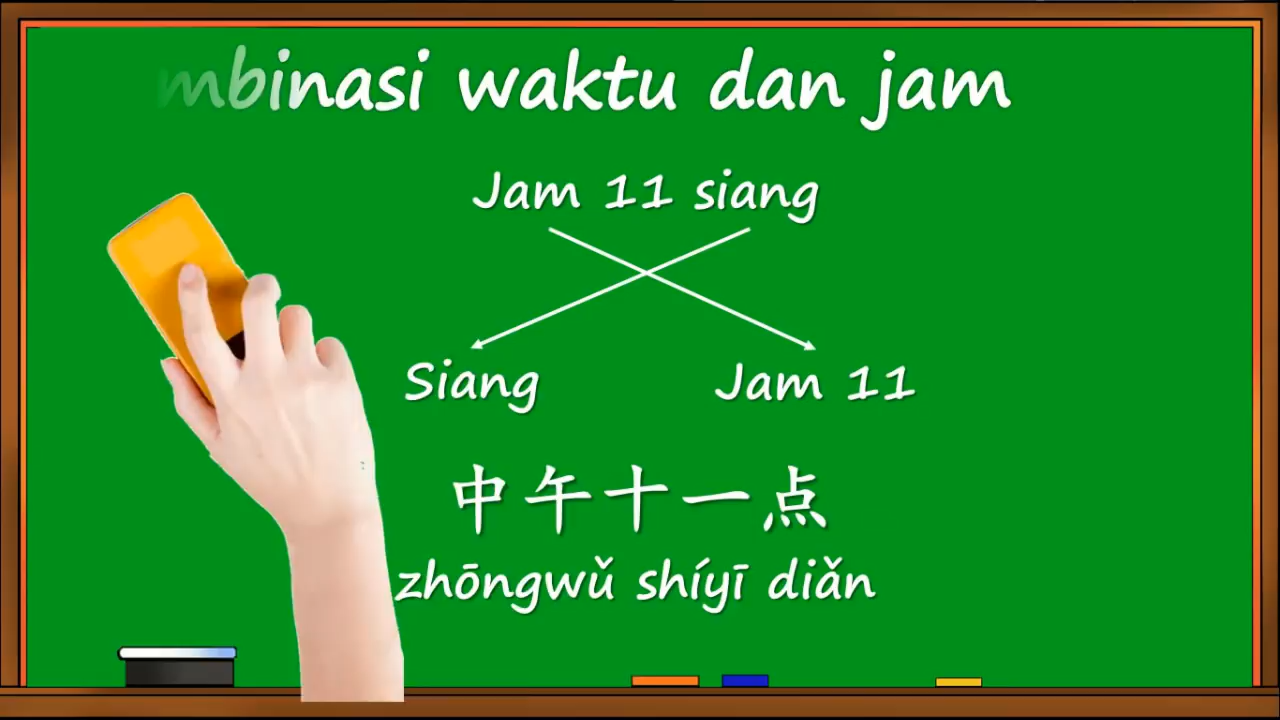 mbinasi waktu dan jam
Jam 11 siang
Siang Jam 11
中午十一点
zhōngwǔ shíyī diǎn